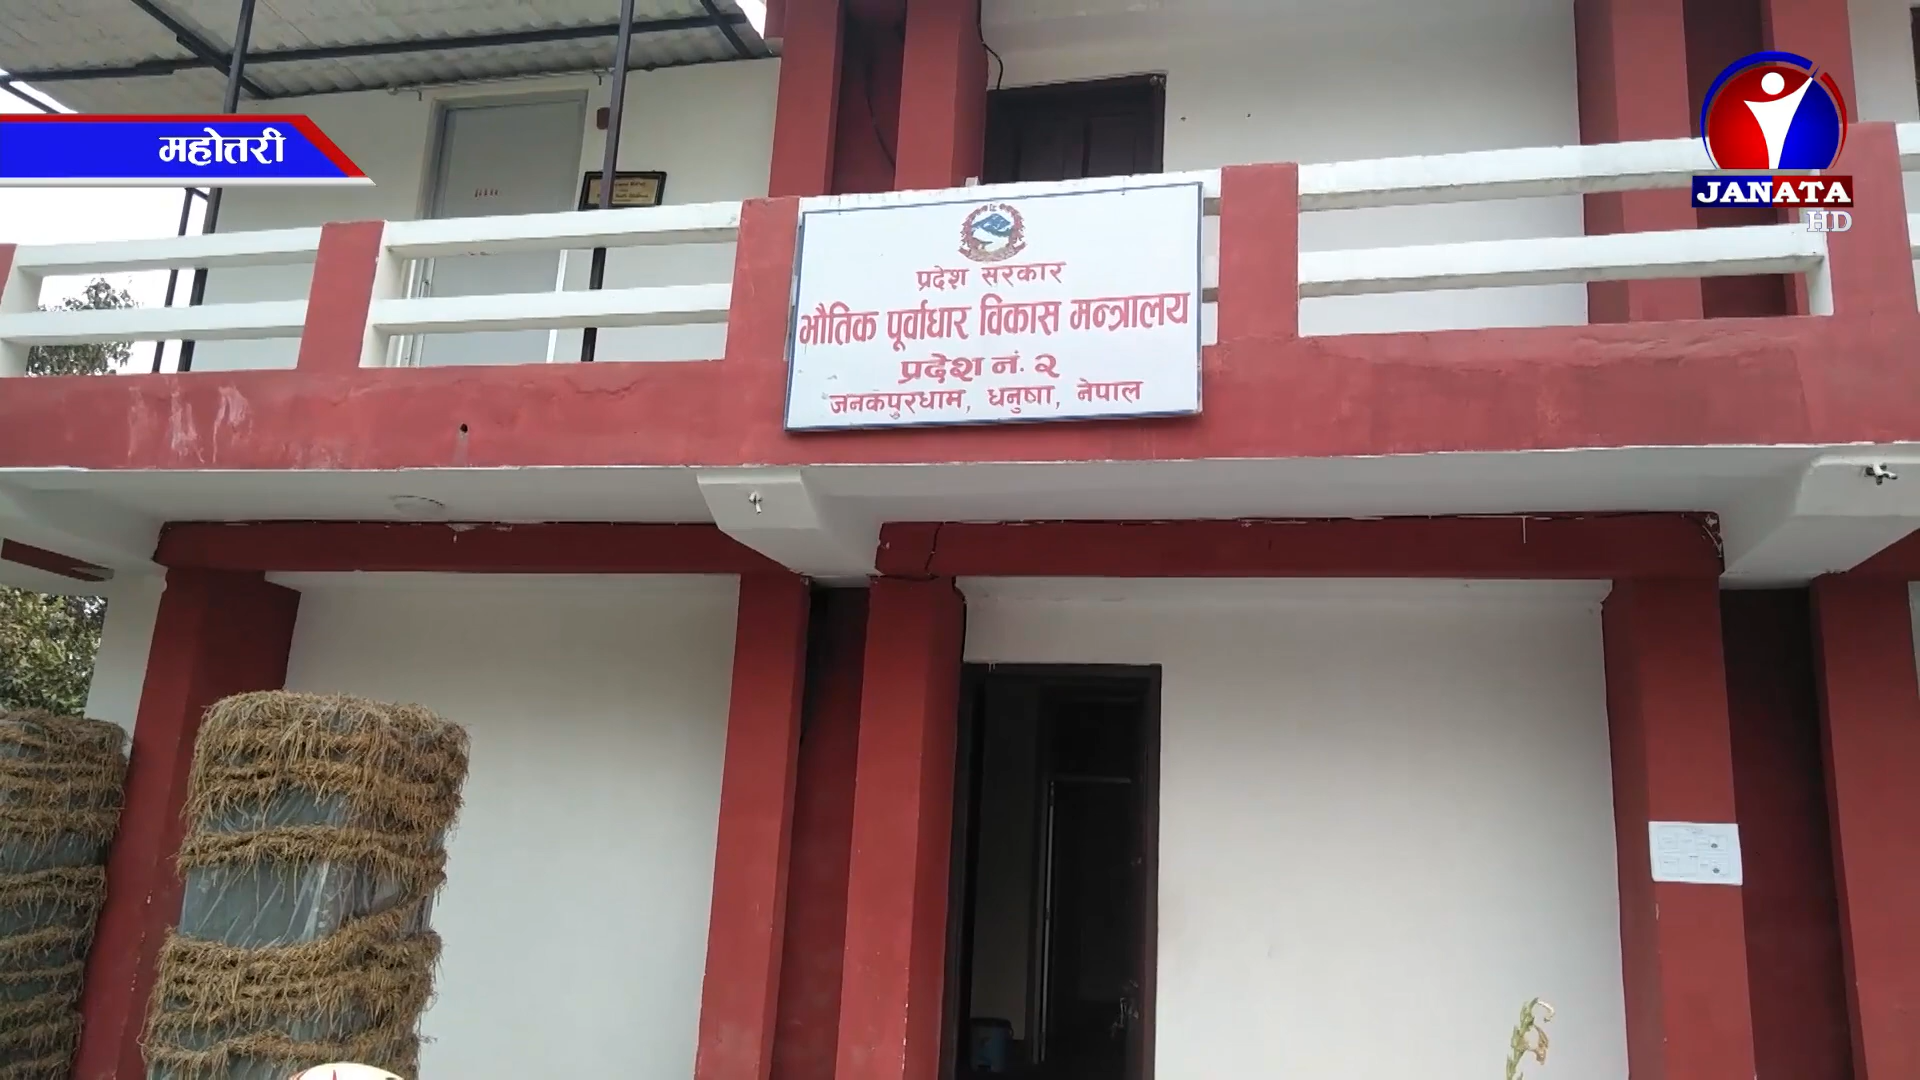 महोत्तरी
JANATA
HD
प्रदेश सरकार
भौतिक पूर्वाधार विकास मन्त्रालय
प्रदेश नं. २
जनकपुरधाम, धनुषा, नेपाल